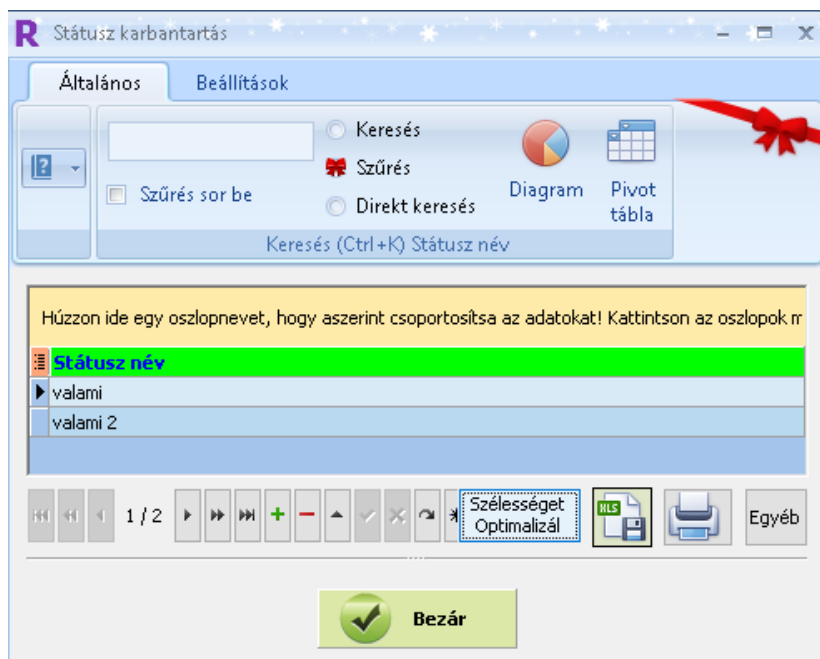 R Státusz karbantartás
Általános Beállítások
Keresés
Szűrés
Szűrés sor be
Direkt keresés
Diagram
Pivot
tábla
Keresés (Ctrl+K) Státusz név
Húzzon ide egy oszlopnevet, hogy aszerint csoportosítsa az adatokat! Kattintson az oszlopok
Státusz név
valami
valami 2
1 / 2
Szélességet
Optimalizál
XLS
Egyéb
Bezár